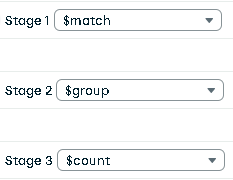 Stage 1 $match
Stage 2 $group
Stage 3 $count